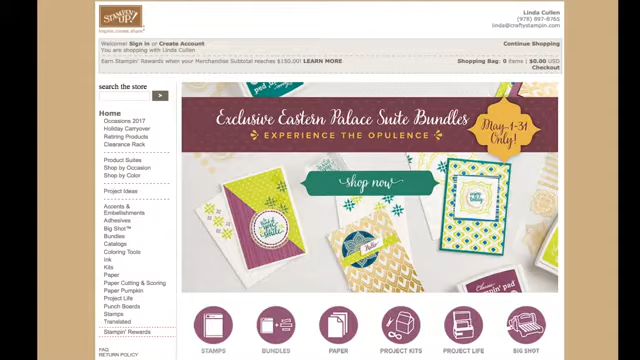 STAMPIN' UP!
Linda Cullen
linda@craftystampin.com
Welcome! Sign in or Create Account
You are shopping with Linda Cullen
Continue Shopping
Earn Stampin' Rewards when your Merchandise Subtotal reaches $150.00! LEARN MORE
Shopping Bag: 0 items | $0.00 USD
Checkout
search the store
>
Home
Occasions 2017
Holiday Carryover
Retiring Products
Clearance Rack
Product Suites
Shop by Occasion
Shop by Color
Project Ideas
Accents &
Embellishments
Adhesives
Big Shot™
Bundles
Catalogs
Coloring Tools
Ink
Kits
Paper
Paper Cutting & Scoring
Paper Pumpkin
Project Life
Punch Boards
Stamps
Translated
Stampin' Rewards
FAQ
RETURN POLICY
Exclusive Eastern Palace Suite Bundles
EXPERIENCE THE OPULENCE
May 1-31
Only!
shop now
Hello
STAMPS
BUNDLES
PAPER
PROJECT KITS
PROJECT LIFE
BIG SHOT